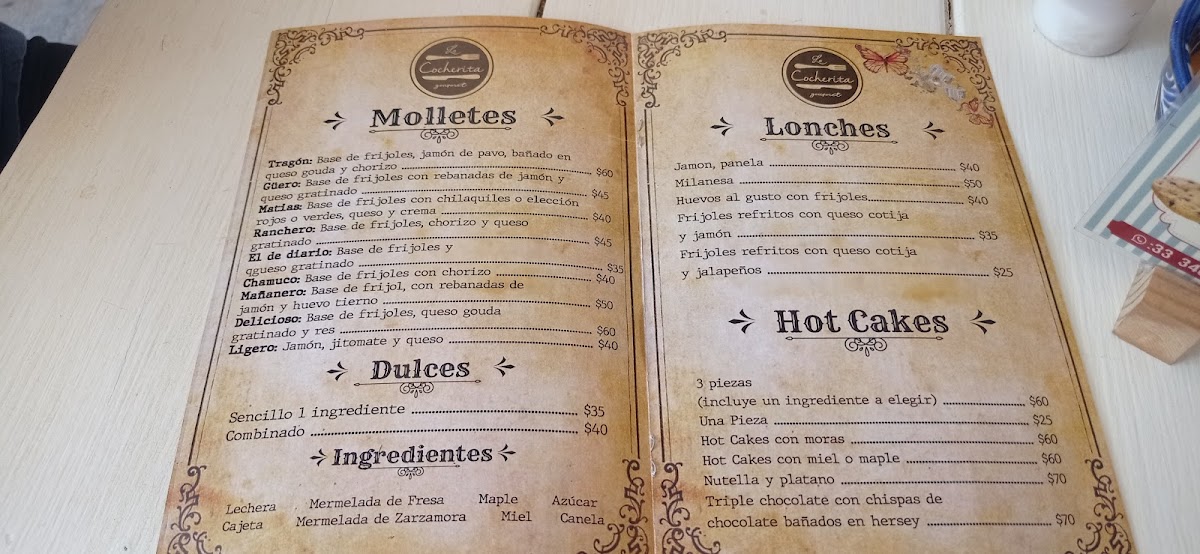 La
Cocherita
gourmet
Molletes
Tragón: Base de frijoles, jamón de pavo, bañado en
queso gouda y chorizo $60
Güero: Base de frijoles con rebanadas de jamón y
queso gratinado $45
Matias: Base de frijoles con chilaquiles o elección
rojos o verdes, queso y crema $40
Ranchero: Base de frijoles, chorizo y queso
gratinado $45
El de diario: Base de frijoles y
qgueso gratinado $35
Chamuco: Base de frijoles con chorizo $40
Mañanero: Base de frijol, con rebanadas de
jamón y huevo tierno $50
Delicioso: Base de frijoles, queso gouda
gratinado y res $60
Ligero: Jamón, jitomate y queso $40
Dulces
Sencillo 1 ingrediente $35
Combinado $40
Ingredientes
Lechera Mermelada de Fresa Maple Azúcar
Cajeta Mermelada de Zarzamora Miel Canela
La
Cocherita
gourmet
Lonches
Jamon, panela $40
Milanesa $50
Huevos al gusto con frijoles $40
Frijoles refritos con queso cotija
y jamón $35
Frijoles refritos con queso cotija
y jalapeños $25
Hot Cakes
3 piezas
(incluye un ingrediente a elegir) $60
Una Pieza $25
Hot Cakes con moras $60
Hot Cakes con miel o maple $60
Nutella y platano $70
Triple chocolate con chispas de
chocolate bañados en hersey $70
:33 34